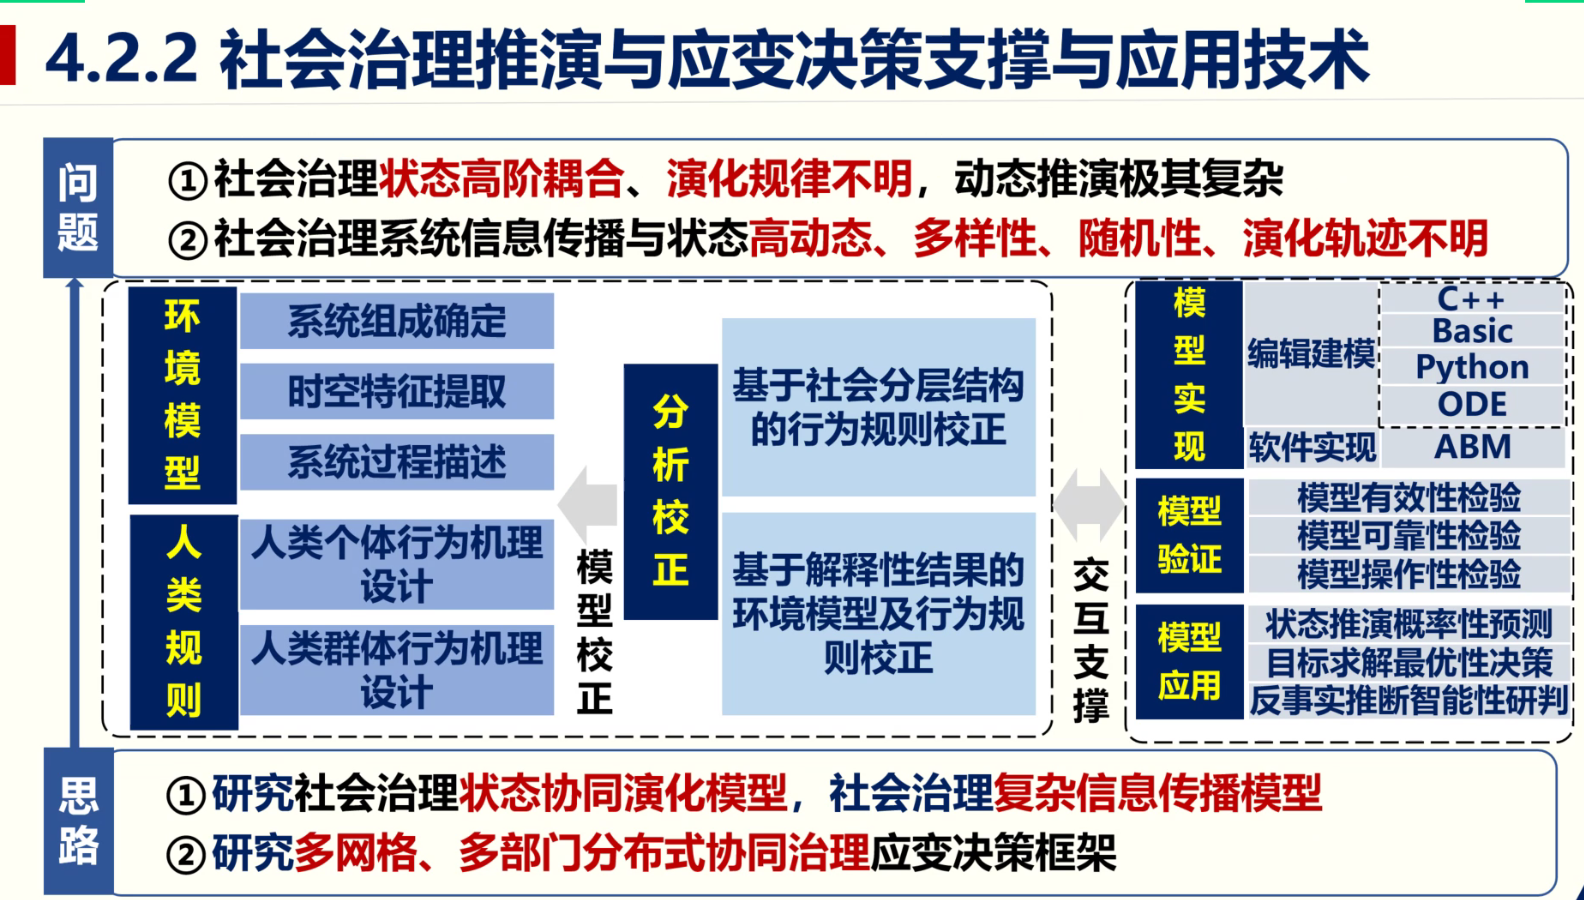 4.2.2 社会治理推演与应变决策支撑与应用技术
问题
①社会治理状态高阶耦合、演化规律不明，动态推演极其复杂
②社会治理系统信息传播与状态高动态、多样性、随机性、演化轨迹不明
环境模型
系统组成确定
时空特征提取
系统过程描述
人类规则
人类个体行为机理
设计
人类群体行为机理
设计
模型校正
分析校正
基于社会分层结构
的行为规则校正
基于解释性结果的
环境模型及行为规
则校正
交互支撑
模型实现
编辑建模
C++
Basic
Python
ODE
软件实现
ABM
模型
验证
模型有效性检验
模型可靠性检验
模型操作性检验
模型
应用
状态推演概率性预测
目标求解最优性决策
反事实推断智能性研判
思路
①研究社会治理状态协同演化模型，社会治理复杂信息传播模型
②研究多网格、多部门分布式协同治理应变决策框架